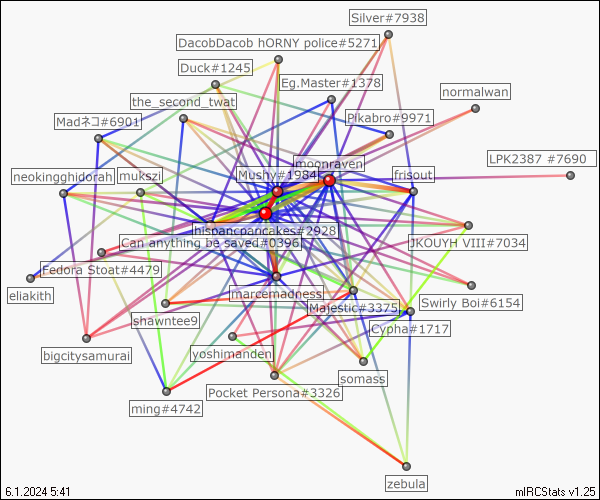 Silver#7938
DacobDacob hORNY police#5271
Duck#1245
Eg.Master#1378
normalwan
the_second_twat
Pikabro#9971
Madネコ#6901
LPK2387 #7690
moonraven
Mushy#1984
frisout
neokingghidorah
mukszi
hispancpancakes#2928
Can anything be saved#0396
JKOUYH VIII#7034
Fedora Stoat#4479
eliakith
marcemadness
Majestic#3375
Swirly Boi#6154
shawntee9
Cypha#1717
bigcitysamurai
yoshimanden
somass
Pocket Persona#3326
ming#4742
zebula
6.1.2024 5:41
mIRCStats v1.25